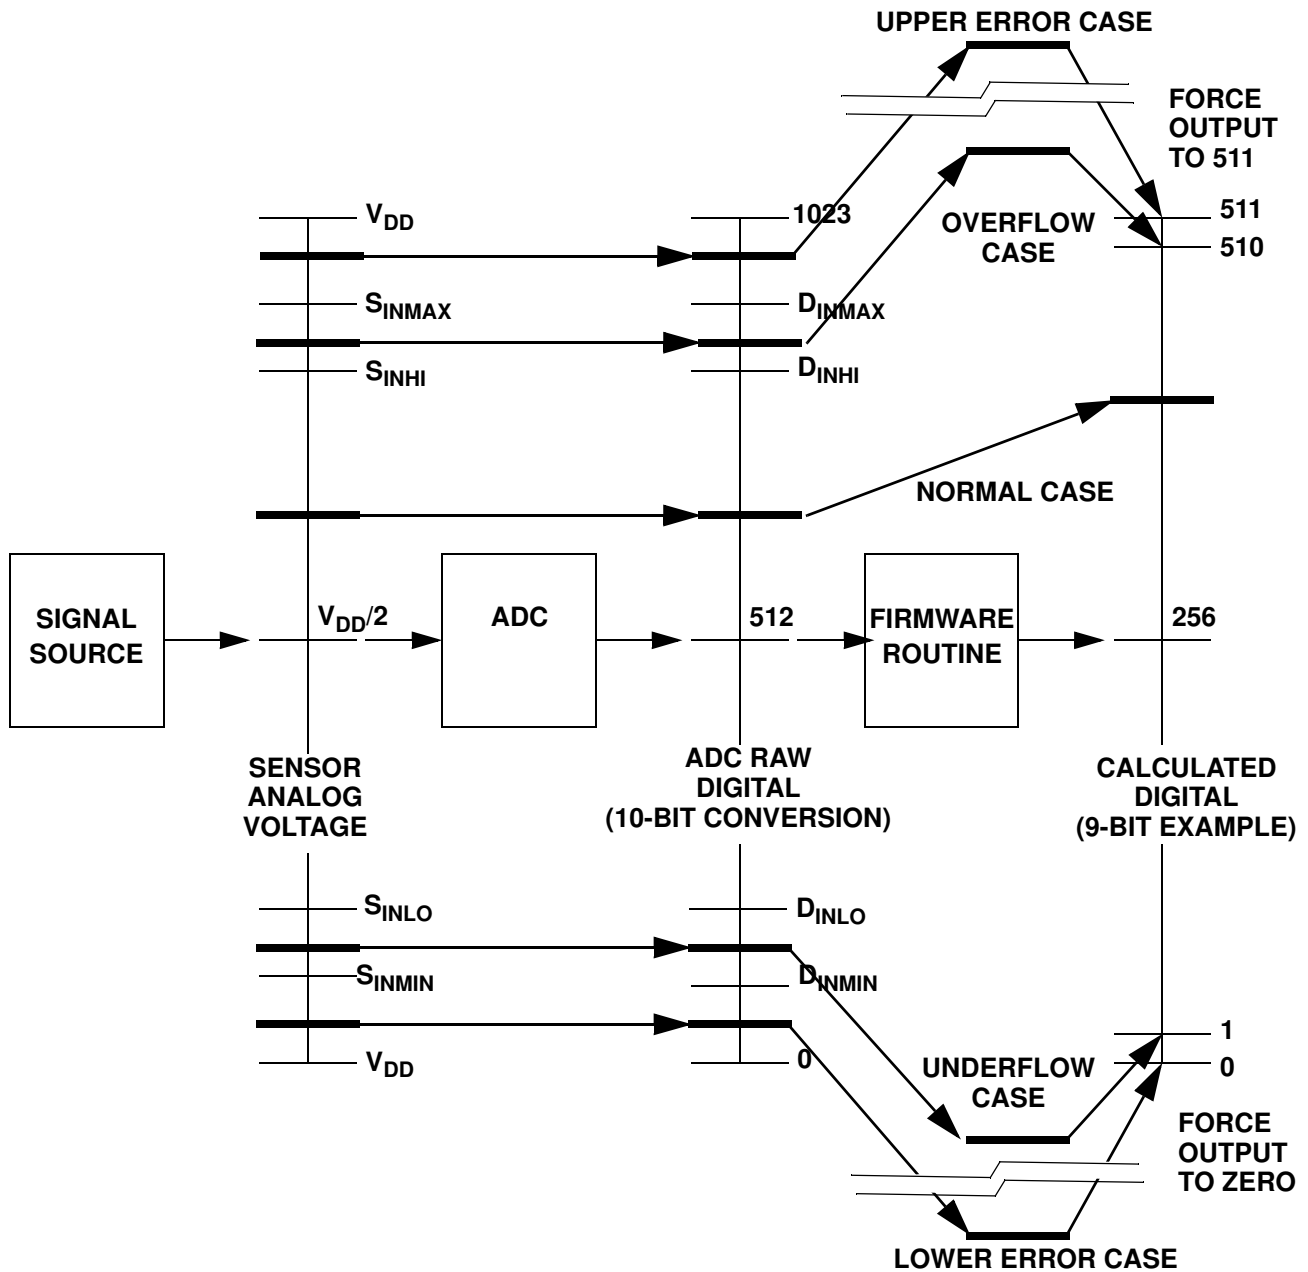 UPPER ERROR CASE
FORCE
OUTPUT
TO 511
VDD
1023
511
OVERFLOW
CASE
510
SINMAX
DINMAX
SINHI
DINHI
NORMAL CASE
SIGNAL
SOURCE
VDD/2
ADC
512
FIRMWARE
ROUTINE
256
SENSOR
ANALOG
VOLTAGE
ADC RAW
DIGITAL
(10-BIT CONVERSION)
CALCULATED
DIGITAL
(9-BIT EXAMPLE)
SINLO
DINLO
SINMIN
DINMIN
VDD
0
1
0
UNDERFLOW
CASE
FORCE
OUTPUT
TO ZERO
LOWER ERROR CASE